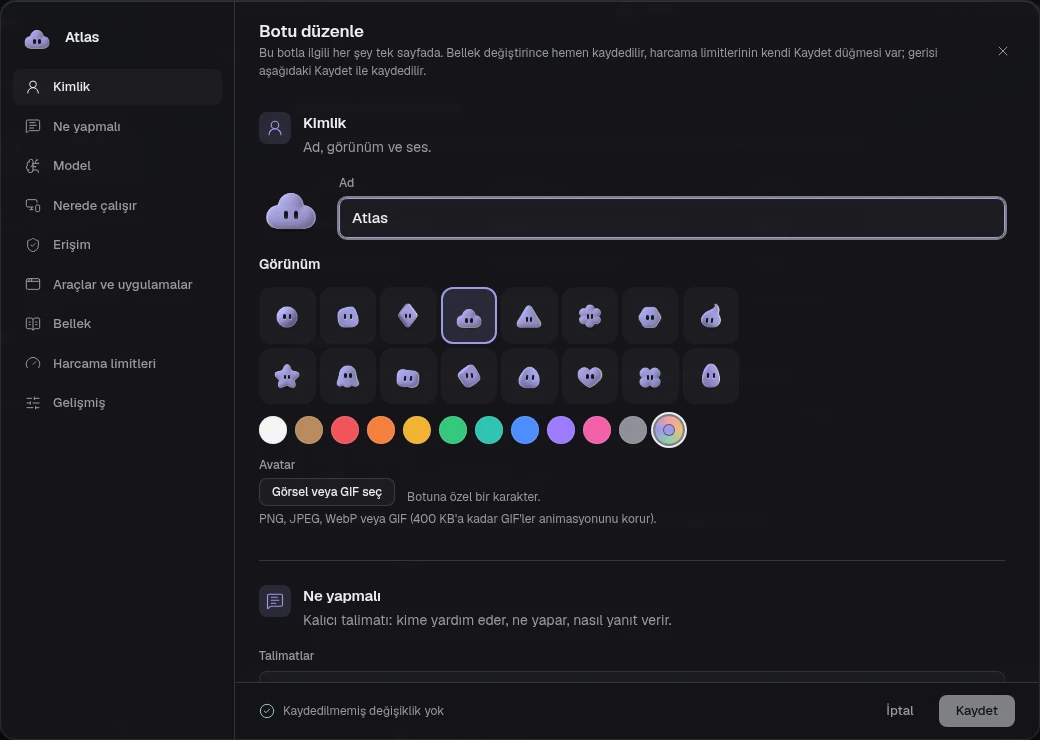 Atlas
Kimlik
Ne yapmalı
Model
Nerede çalışır
Erişim
Araçlar ve uygulamalar
Bellek
Harcama limitleri
Gelişmiş
Botu düzenle
Bu botla ilgili her şey tek sayfada. Bellek değiştirince hemen kaydedilir, harcama limitlerinin kendi Kaydet düğmesi var; gerisi
aşağıdaki Kaydet ile kaydedilir.
Kimlik
Ad, görünüm ve ses.
Ad
Atlas
Görünüm
Avatar
Görsel veya GIF seç
Botuna özel bir karakter.
PNG, JPEG, WebP veya GIF (400 KB'a kadar GIF'ler animasyonunu korur).
Ne yapmalı
Kalıcı talimatı: kime yardım eder, ne yapar, nasıl yanıt verir.
Talimatlar
Kaydedilmemiş değişiklik yok
İptal
Kaydet